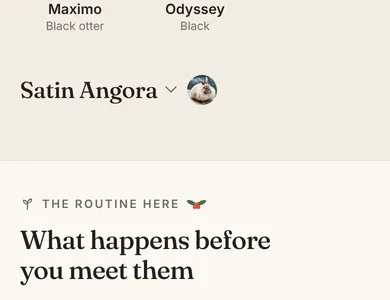 Maximo
Odyssey
Black otter
Black
Satin Angora
THE ROUTINE HERE
What happens before
you meet them